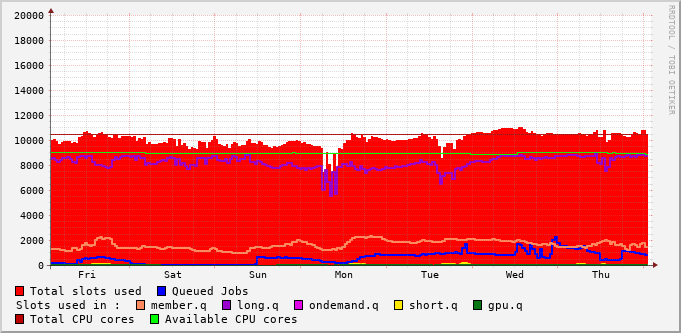 20000
18000
16000
14000
12000
10000
8000
6000
4000
2000
0
Fri Sat Sun Mon Tue Wed Thu
RRDTOOL / TOBI OETIKER
Total slots used Queued Jobs
Slots used in : member.q long.q ondemand.q short.q gpu.q
Total CPU cores Available CPU cores